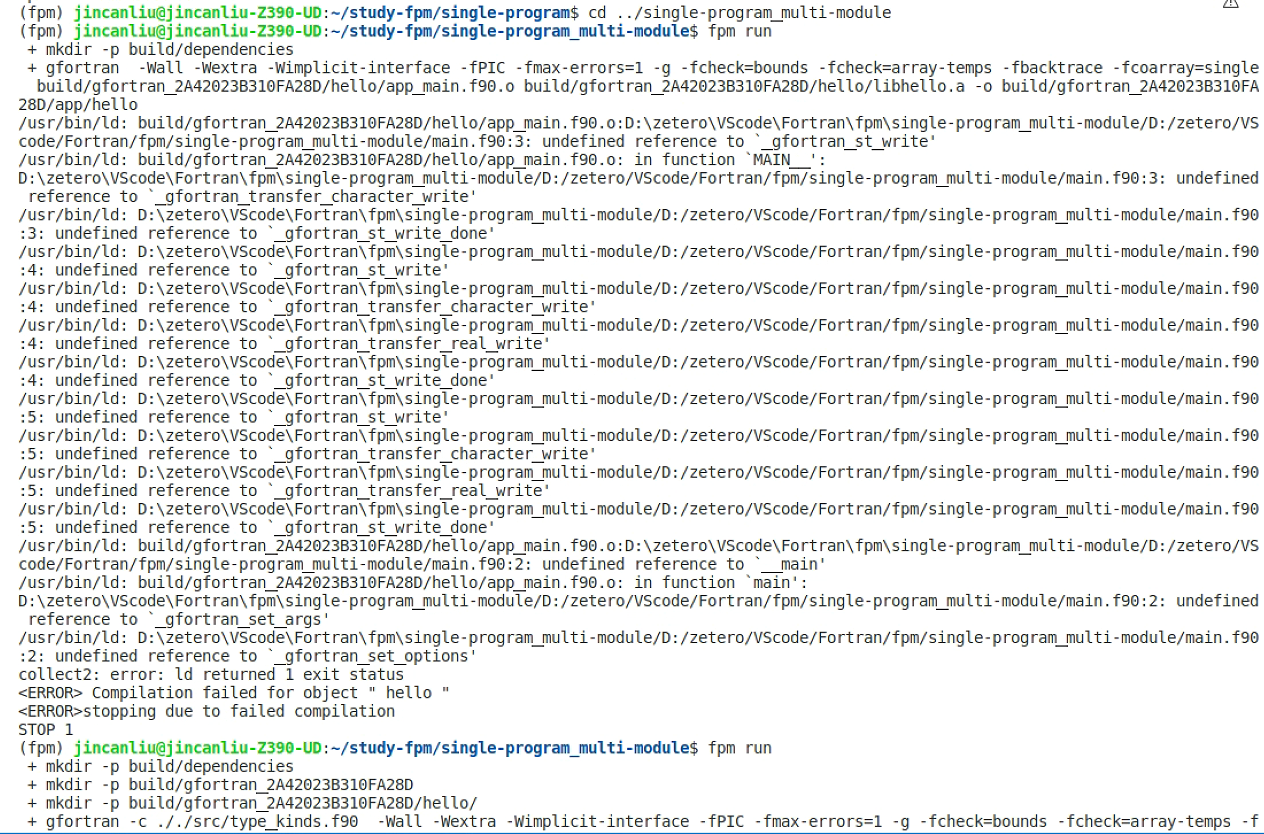 (fpm) jincanliu@jincanliu-Z390-UD:~/study-fpm/single-program$ cd ../single-program_multi-module
(fpm) jincanliu@jincanliu-Z390-UD:~/study-fpm/single-program_multi-module$ fpm run
 + mkdir -p build/dependencies
 + gfortran  -Wall -Wextra -Wimplicit-interface -fPIC -fmax-errors=1 -g -fcheck=bounds -fcheck=array-temps -fbacktrace -fcoarray=single
  build/gfortran_2A42023B310FA28D/hello/app_main.f90.o build/gfortran_2A42023B310FA28D/hello/libhello.a -o build/gfortran_2A42023B310FA
28D/app/hello
/usr/bin/ld: build/gfortran_2A42023B310FA28D/hello/app_main.f90.o:D:\zetero\VScode\Fortran\fpm\single-program_multi-module/D:/zetero/VS
code/Fortran/fpm/single-program_multi-module/main.f90:3: undefined reference to `_gfortran_st_write'
/usr/bin/ld: build/gfortran_2A42023B310FA28D/hello/app_main.f90.o: in function `MAIN__':
D:\zetero\VScode\Fortran\fpm\single-program_multi-module/D:/zetero/VScode/Fortran/fpm/single-program_multi-module/main.f90:3: undefined
 reference to `_gfortran_transfer_character_write'
/usr/bin/ld: D:\zetero\VScode\Fortran\fpm\single-program_multi-module/D:/zetero/VScode/Fortran/fpm/single-program_multi-module/main.f90
:3: undefined reference to `_gfortran_st_write_done'
/usr/bin/ld: D:\zetero\VScode\Fortran\fpm\single-program_multi-module/D:/zetero/VScode/Fortran/fpm/single-program_multi-module/main.f90
:4: undefined reference to `_gfortran_st_write'
/usr/bin/ld: D:\zetero\VScode\Fortran\fpm\single-program_multi-module/D:/zetero/VScode/Fortran/fpm/single-program_multi-module/main.f90
:4: undefined reference to `_gfortran_transfer_character_write'
/usr/bin/ld: D:\zetero\VScode\Fortran\fpm\single-program_multi-module/D:/zetero/VScode/Fortran/fpm/single-program_multi-module/main.f90
:4: undefined reference to `_gfortran_transfer_real_write'
/usr/bin/ld: D:\zetero\VScode\Fortran\fpm\single-program_multi-module/D:/zetero/VScode/Fortran/fpm/single-program_multi-module/main.f90
:4: undefined reference to `_gfortran_st_write_done'
/usr/bin/ld: D:\zetero\VScode\Fortran\fpm\single-program_multi-module/D:/zetero/VScode/Fortran/fpm/single-program_multi-module/main.f90
:5: undefined reference to `_gfortran_st_write'
/usr/bin/ld: D:\zetero\VScode\Fortran\fpm\single-program_multi-module/D:/zetero/VScode/Fortran/fpm/single-program_multi-module/main.f90
:5: undefined reference to `_gfortran_transfer_character_write'
/usr/bin/ld: D:\zetero\VScode\Fortran\fpm\single-program_multi-module/D:/zetero/VScode/Fortran/fpm/single-program_multi-module/main.f90
:5: undefined reference to `_gfortran_transfer_real_write'
/usr/bin/ld: D:\zetero\VScode\Fortran\fpm\single-program_multi-module/D:/zetero/VScode/Fortran/fpm/single-program_multi-module/main.f90
:5: undefined reference to `_gfortran_st_write_done'
/usr/bin/ld: build/gfortran_2A42023B310FA28D/hello/app_main.f90.o:D:\zetero\VScode\Fortran\fpm\single-program_multi-module/D:/zetero/VS
code/Fortran/fpm/single-program_multi-module/main.f90:2: undefined reference to `__main'
/usr/bin/ld: build/gfortran_2A42023B310FA28D/hello/app_main.f90.o: in function `main':
D:\zetero\VScode\Fortran\fpm\single-program_multi-module/D:/zetero/VScode/Fortran/fpm/single-program_multi-module/main.f90:2: undefined
 reference to `_gfortran_set_args'
/usr/bin/ld: D:\zetero\VScode\Fortran\fpm\single-program_multi-module/D:/zetero/VScode/Fortran/fpm/single-program_multi-module/main.f90
:2: undefined reference to `_gfortran_set_options'
collect2: error: ld returned 1 exit status
<ERROR> Compilation failed for object " hello "
<ERROR>stopping due to failed compilation
STOP 1
(fpm) jincanliu@jincanliu-Z390-UD:~/study-fpm/single-program_multi-module$ fpm run
 + mkdir -p build/dependencies
 + mkdir -p build/gfortran_2A42023B310FA28D
 + mkdir -p build/gfortran_2A42023B310FA28D/hello/
 + gfortran -c ././src/type_kinds.f90  -Wall -Wextra -Wimplicit-interface -fPIC -fmax-errors=1 -g -fcheck=bounds -fcheck=array-temps -f